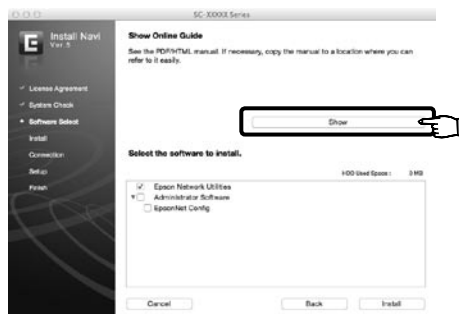 SC-XXXX Series
Install Navi
Ver.5
License Agreement
System Check
Software Select
Install
Connection
Setup
Finish
Show Online Guide
See the PDF/HTML manual. If necessary, copy the manual to a location where you can
refer to it easily.
Show
Select the software to install.
HDD Used Space : 0 MB
Epson Network Utilities
Administrator Software
EpsonNet Config
Cancel
Back
Install